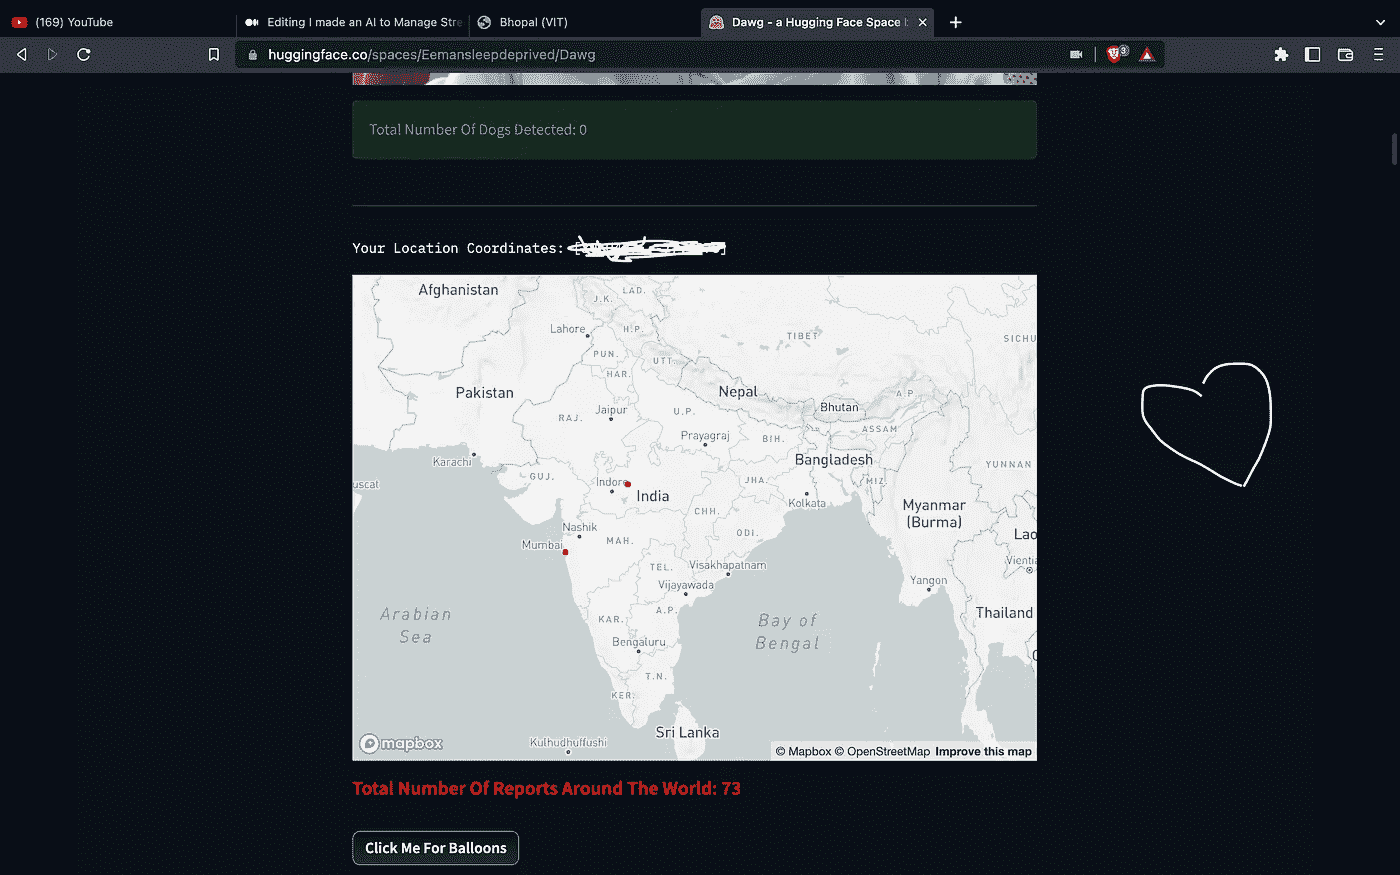 (169) YouTube
Editing I made an AI to Manage Stre
Bhopal (VIT)
Dawg - a Hugging Face Space
huggingface.co/spaces/Eemansleepdeprived/Dawg
3
Total Number Of Dogs Detected: 0
Your Location Coordinates:
Afghanistan
LAD.
J.K.
Lahore
H.P.
TIBET
SICHU
PUN.
UTT.
HAR.
Pakistan
Nepal
A.P.
Jaipur
Bhutan
RAJ.
U.P.
ASSAM
Prayagraj
BIH.
Karachi
Bangladesh
YUNNAN
GUJ.
Indore
JHA.
MIZ.
uscat
India
Kolkata
Myanmar
(Burma)
CHH.
Nashik
ODI.
Lao
Mumbai
MAH.
Vientia
TEL.
Visakhapatnam
Yangon
Vijayawada
Arabian
Sea
A.P.
Thailand
KAR.
Bay of
Bengal
Bengaluru
T.N.
KER.
Sri Lanka
Kulhudhuffushi
mapbox
© Mapbox © OpenStreetMap Improve this map
Total Number Of Reports Around The World: 73
Click Me For Balloons